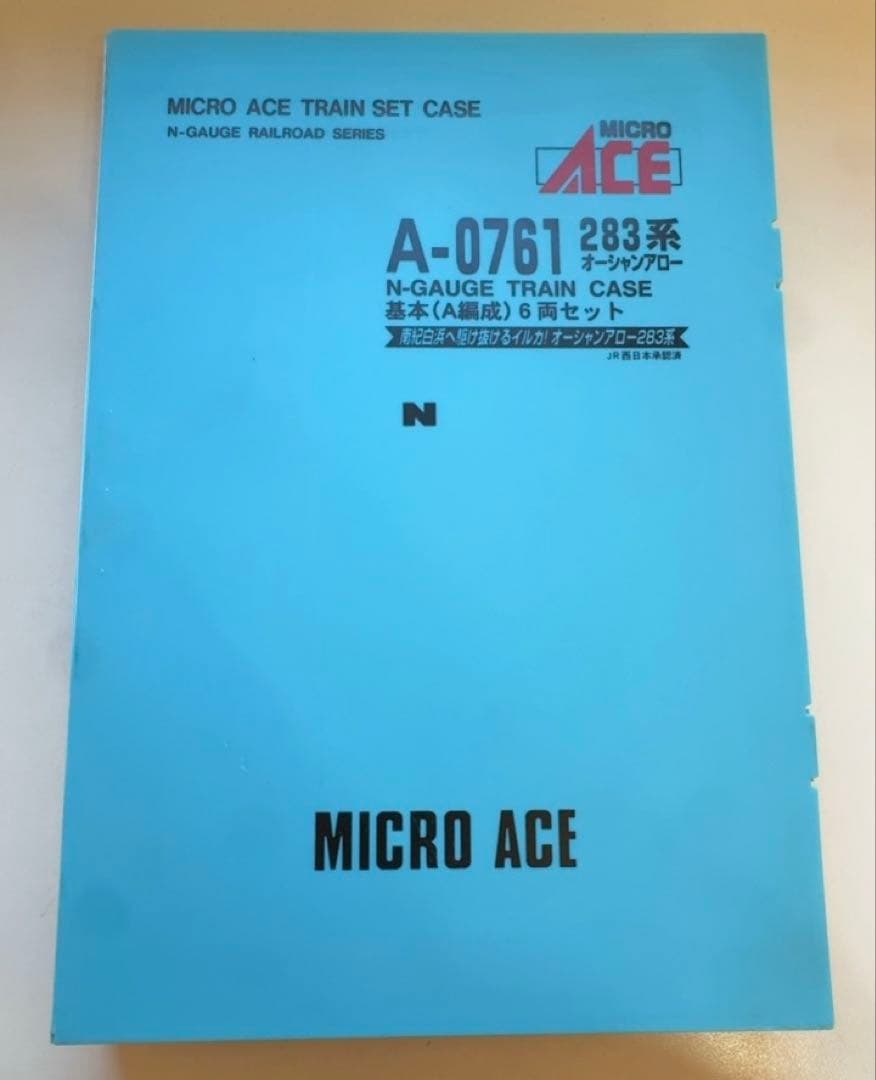 MICRO ACE TRAIN SET CASE
N-GAUGE RAILROAD SERIES
MICRO
ACE
A-0761 283系
オーシャンアロー
N-GAUGE TRAIN CASE
基本(A編成)6両セット
南紀白浜へ駆け抜けるイルカ!オーシャンアロー283系
JR西日本承認済
N
MICRO ACE